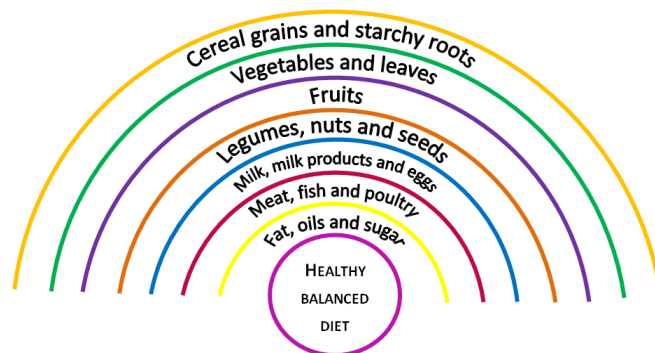 Cereal grains and starchy roots
Vegetables and leaves
Fruits
Legumes, nuts and seeds
Milk, milk products and eggs
Meat, fish and poultry
Fat, oils and sugar
HEALTHY
BALANCED
DIET